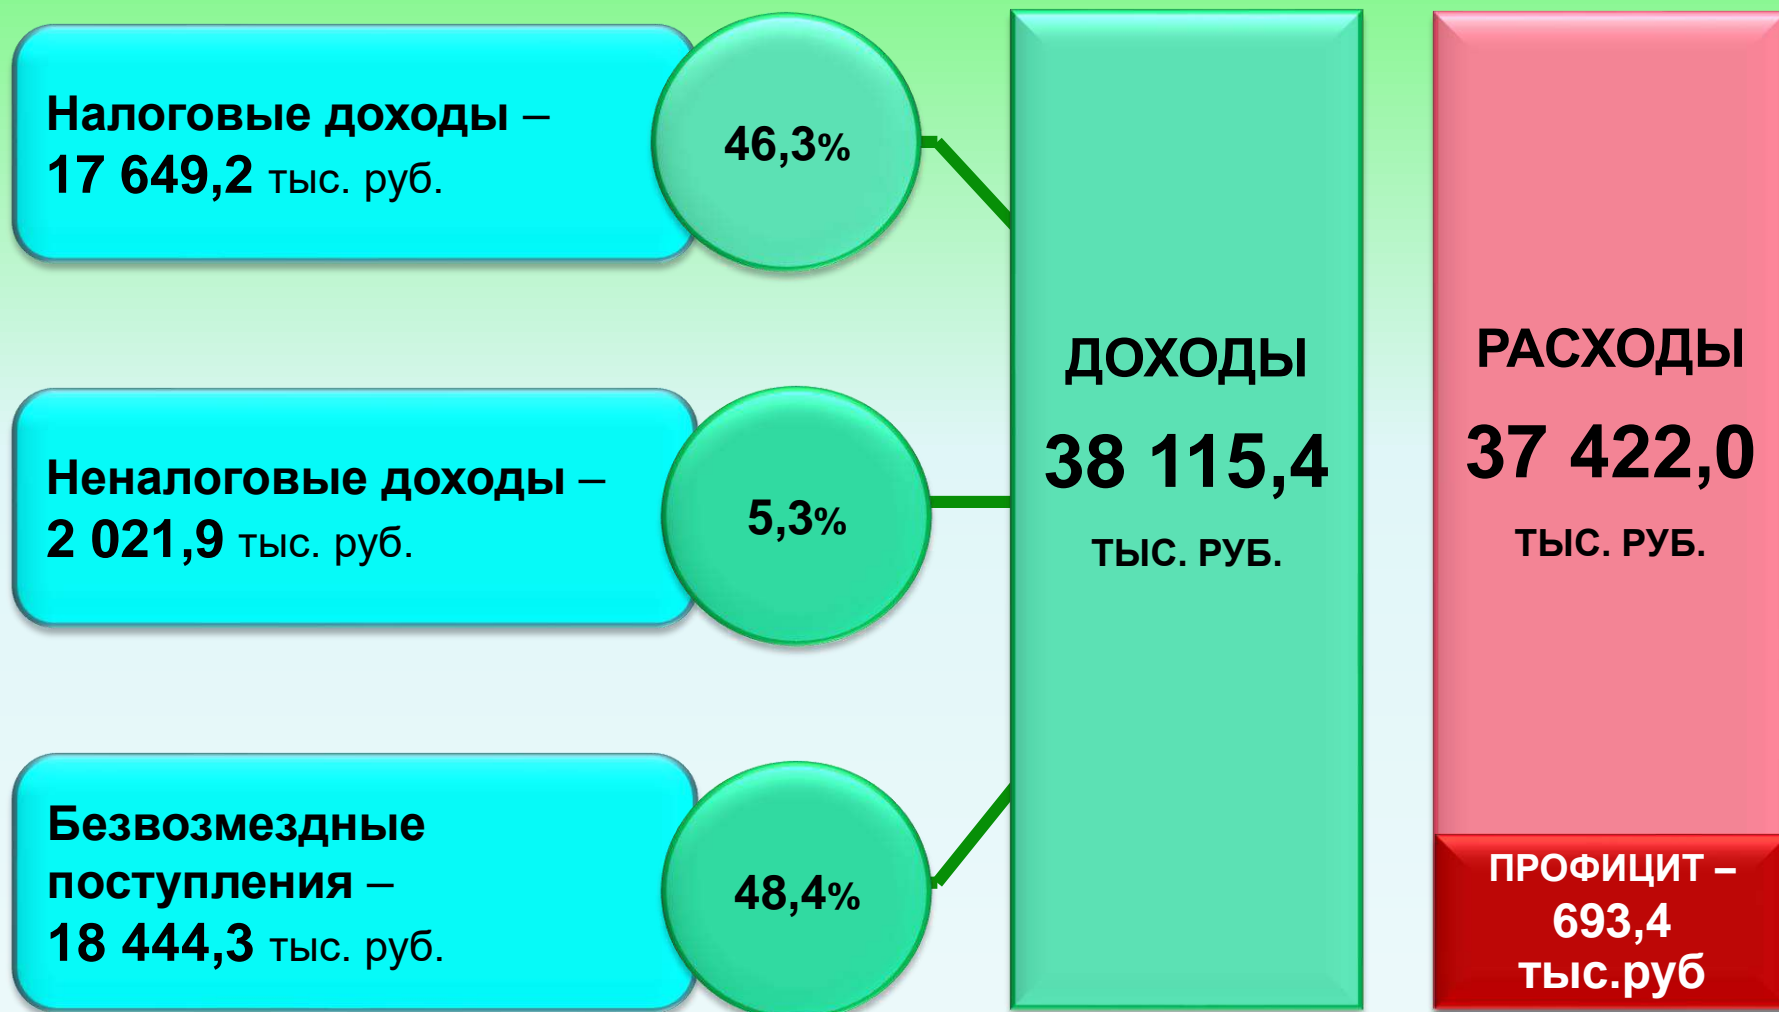 Налоговые доходы –
17 649,2 тыс. руб.
46,3%
Неналоговые доходы –
2 021,9 тыс. руб.
5,3%
Безвозмездные
поступления –
18 444,3 тыс. руб.
48,4%
ДОХОДЫ
38 115,4
ТЫС. РУБ.
РАСХОДЫ
37 422,0
ТЫС. РУБ.
ПРОФИЦИТ –
693,4
тыс.руб